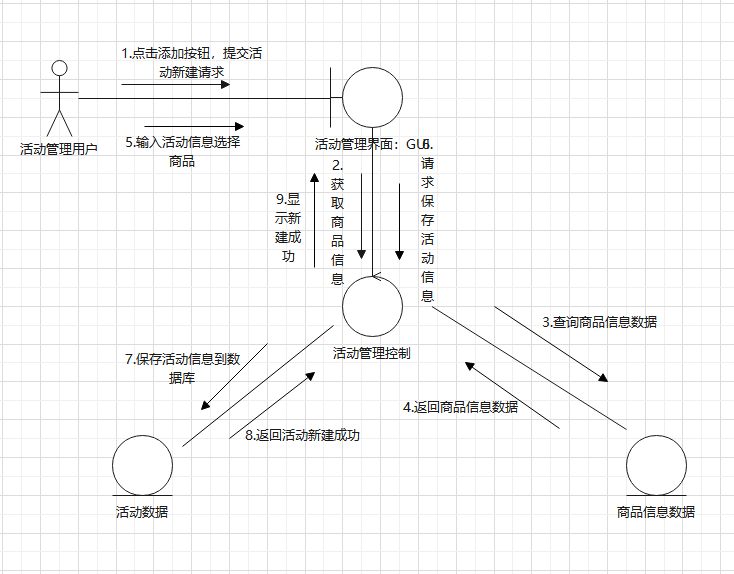 1.点击添加按钮，提交活
动新建请求
活动管理用户
5.输入活动信息选择
商品
活动管理界面：GUI
2.
获
取
商
品
信
息
6.
请
求
保
存
活
动
信
息
9.显
示新
建成
功
活动管理控制
3.查询商品信息数据
4.返回商品信息数据
7.保存活动信息到数
据库
8.返回活动新建成功
活动数据
商品信息数据